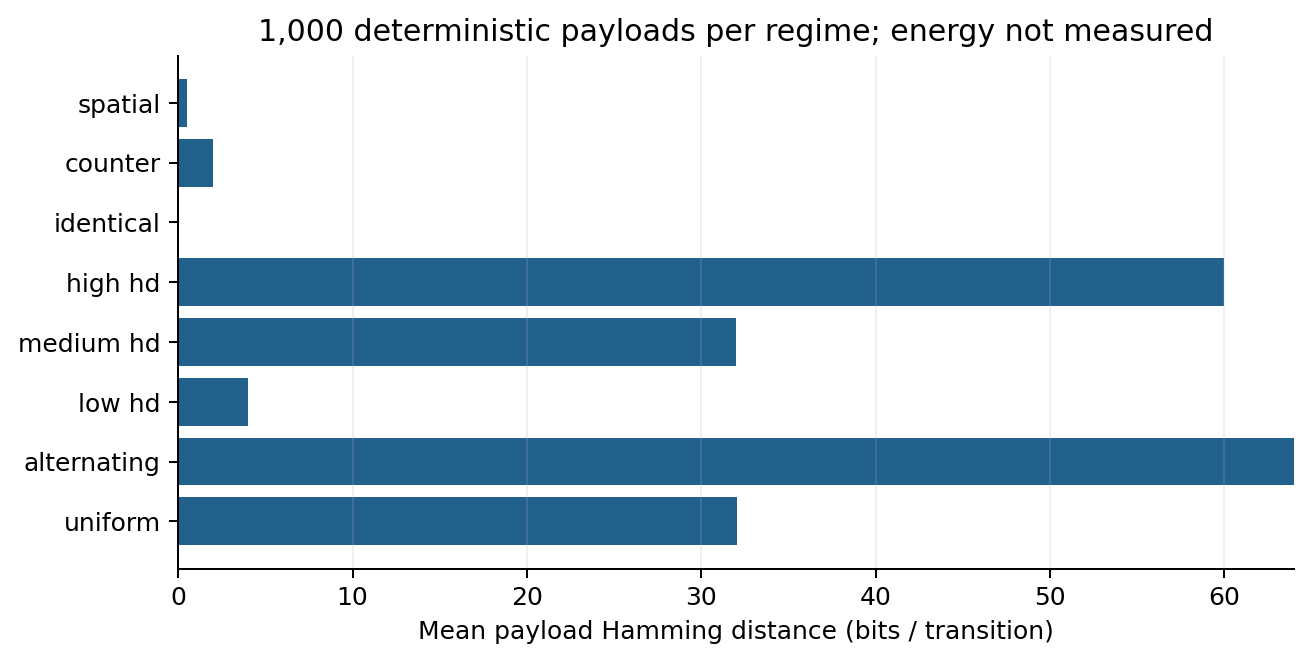 1,000 deterministic payloads per regime; energy not measured
spatial
counter
identical
high hd
medium hd
low hd
alternating
uniform
0 10 20 30 40 50 60
Mean payload Hamming distance (bits / transition)